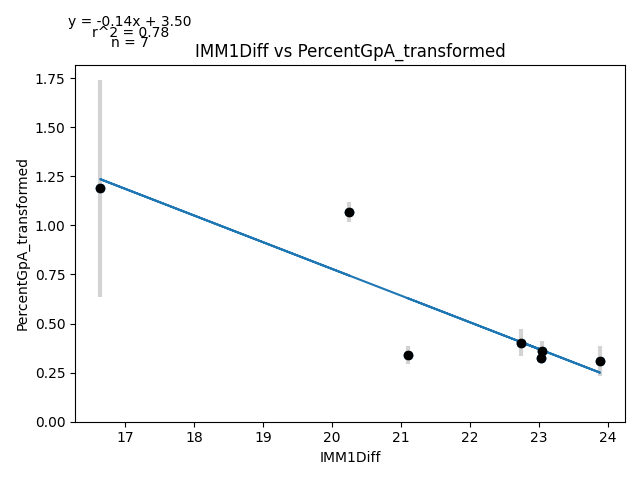 y = -0.14x + 3.50
r^2 = 0.78
n = 7
IMM1Diff vs PercentGpA_transformed
PercentGpA_transformed
1.75
1.50
1.25
1.00
0.75
0.50
0.25
0.00
17 18 19 20 21 22 23 24
IMM1Diff